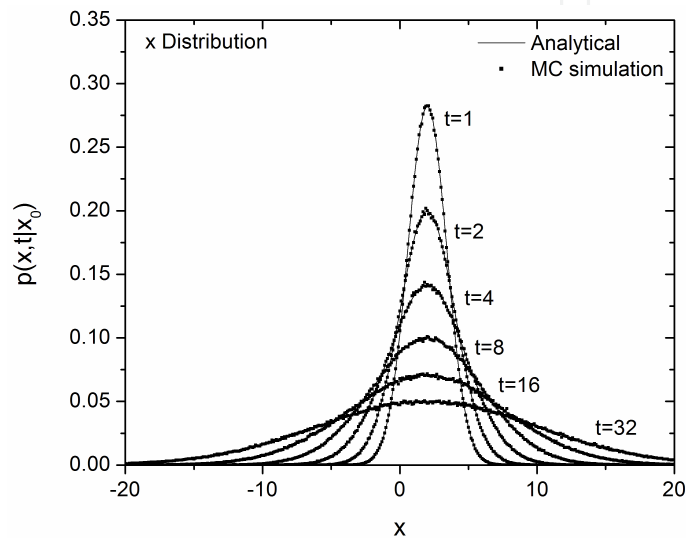 0.35
x Distribution
Analytical
MC simulation
0.30
t=1
0.25
0.20
t=2
p(x,t|x₀)
0.15
t=4
0.10
t=8
t=16
0.05
t=32
0.00
-20 -10 0 10 20
x